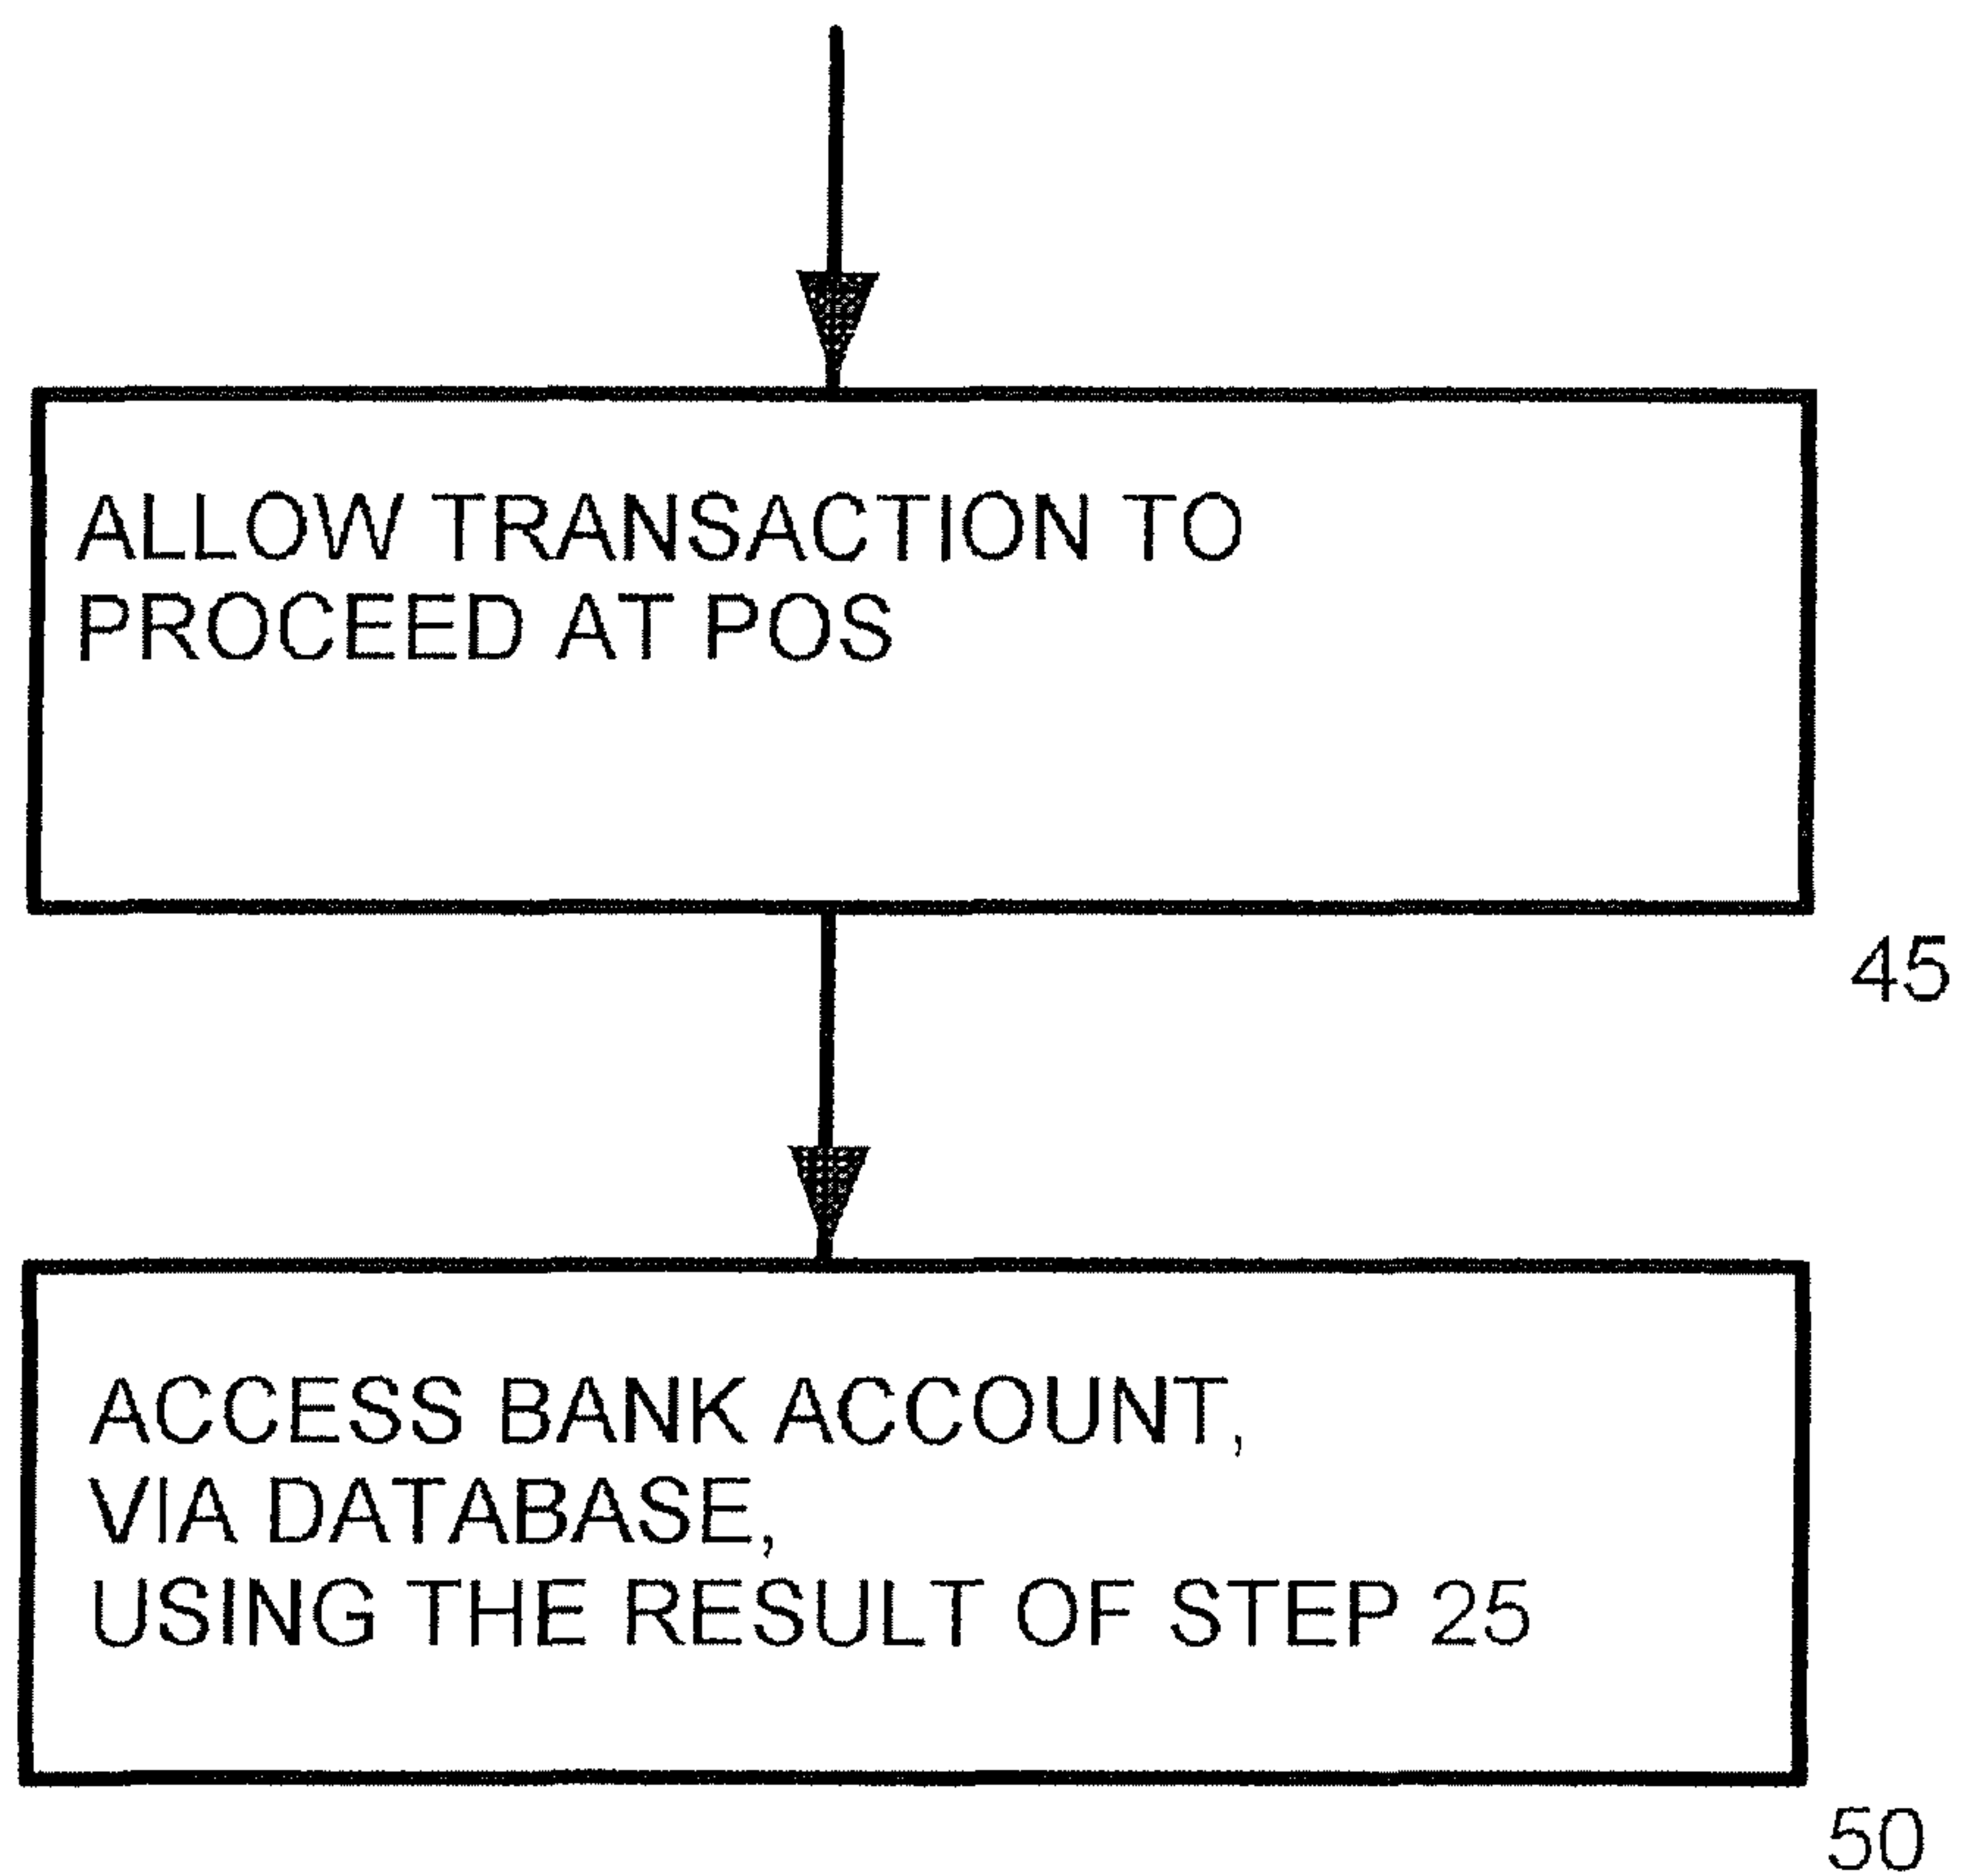 ALLOW TRANSACTION TO
PROCEED AT POS
45
ACCESS BANK ACCOUNT,
VIA DATABASE,
USING THE RESULT OF STEP 25
50